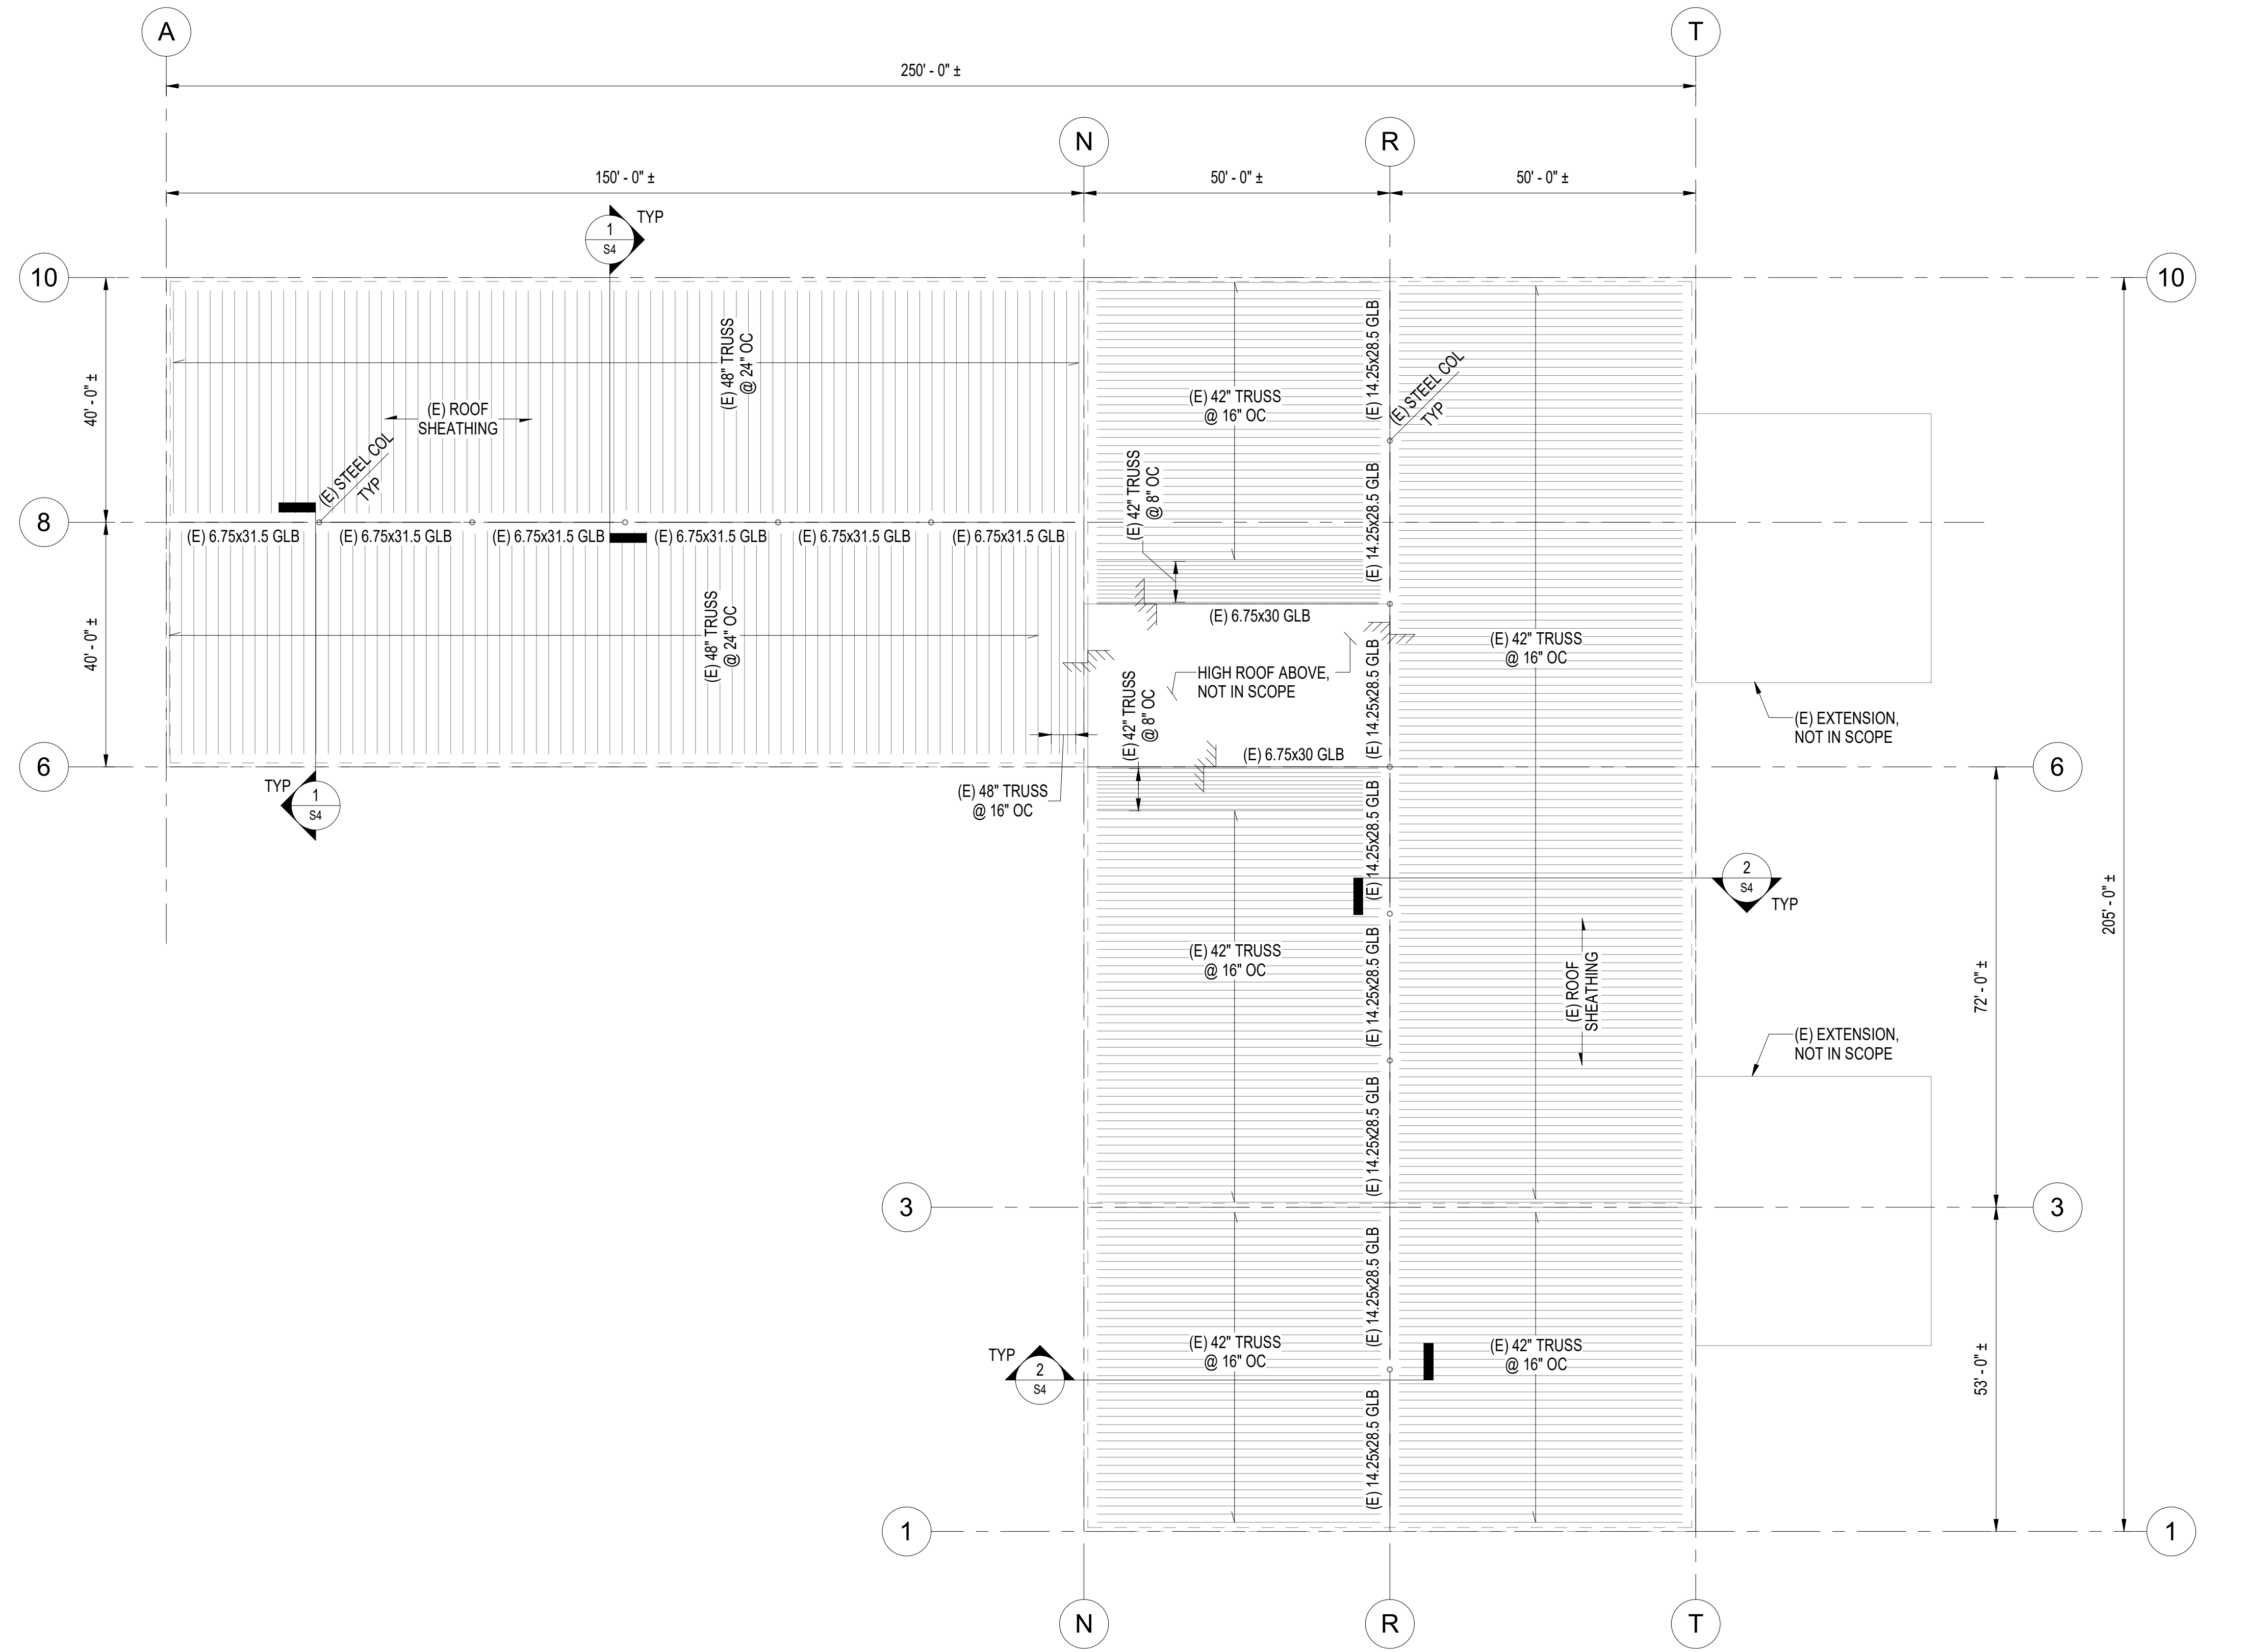 A
T
250' - 0" ±
N
R
150' - 0" ±
50' - 0" ±
50' - 0" ±
1
S4
TYP
10
10
40' - 0" ±
(E) 48" TRUSS
@ 24" OC
(E) ROOF
SHEATHING
(E) STEEL COL
TYP
(E) 42" TRUSS
@ 16" OC
(E) 14.25x28.5 GLB
(E) STEEL COL
TYP
(E) 42" TRUSS
@ 8" OC
(E) 14.25x28.5 GLB
8
(E) 6.75x31.5 GLB
(E) 6.75x31.5 GLB
(E) 6.75x31.5 GLB
(E) 6.75x31.5 GLB
(E) 6.75x31.5 GLB
(E) 6.75x31.5 GLB
40' - 0" ±
(E) 48" TRUSS
@ 24" OC
(E) 6.75x30 GLB
HIGH ROOF ABOVE,
NOT IN SCOPE
(E) 14.25x28.5 GLB
(E) 42" TRUSS
@ 16" OC
(E) 42" TRUSS
@ 8" OC
(E) EXTENSION,
NOT IN SCOPE
(E) 6.75x30 GLB
6
6
TYP
1
S4
(E) 48" TRUSS
@ 16" OC
(E) 14.25x28.5 GLB
2
S4
TYP
205' - 0" ±
(E) 42" TRUSS
@ 16" OC
(E) 14.25x28.5 GLB
(E) ROOF
SHEATHING
72' - 0" ±
(E) EXTENSION,
NOT IN SCOPE
(E) 14.25x28.5 GLB
3
3
(E) 14.25x28.5 GLB
(E) 42" TRUSS
@ 16" OC
(E) 42" TRUSS
@ 16" OC
53' - 0" ±
TYP
2
S4
(E) 14.25x28.5 GLB
1
1
N
R
T